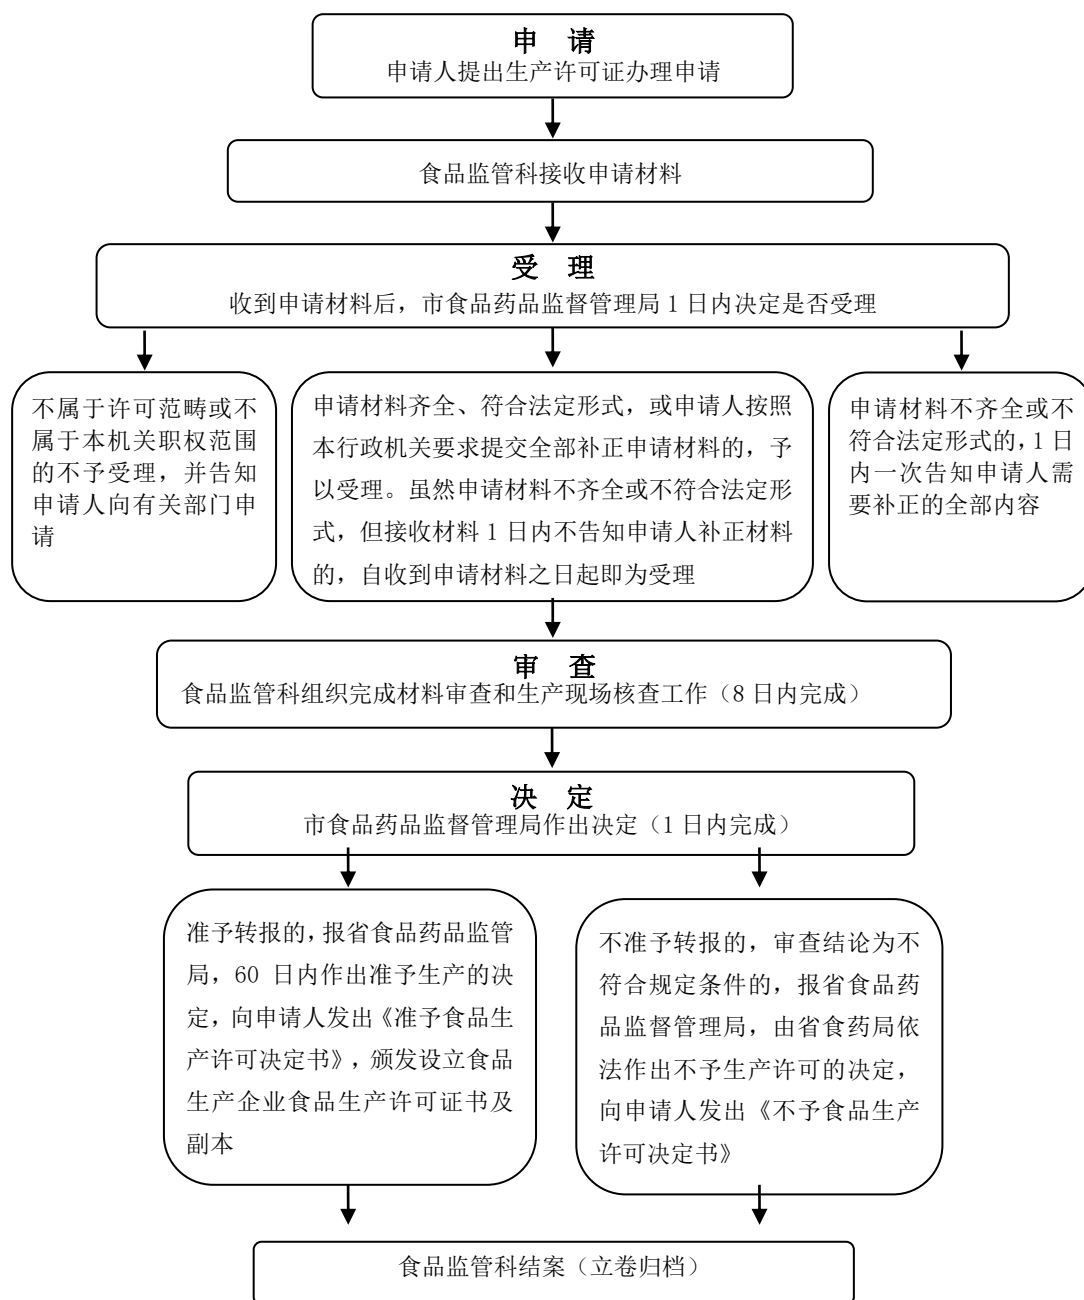 申 请
申请人提出生产许可证办理申请
食品监管科接收申请材料
受 理
收到申请材料后，市食品药品监督管理局 1 日内决定是否受理
不属于许可范畴或不
属于本机关职权范围
的不予受理，并告知
申请人向有关部门申
请
申请材料齐全、符合法定形式，或申请人按照
本行政机关要求提交全部补正申请材料的，予
以受理。虽然申请材料不齐全或不符合法定形
式，但接收材料 1 日内不告知申请人补正材料
的，自收到申请材料之日起即为受理
申请材料不齐全或不
符合法定形式的，1 日
内一次告知申请人需
要补正的全部内容
审 查
食品监管科组织完成材料审查和生产现场核查工作（8 日内完成）
决 定
市食品药品监督管理局作出决定（1 日内完成）
准予转报的，报省食品药品监管
局，60 日内作出准予生产的决
定，向申请人发出《准予食品生
产许可决定书》，颁发设立食品
生产企业食品生产许可证书及
副本
不准予转报的，审查结论为不
符合规定条件的，报省食品药
品监督管理局，由省食药局依
法作出不予生产许可的决定，
向申请人发出《不予食品生产
许可决定书》
食品监管科结案（立卷归档）